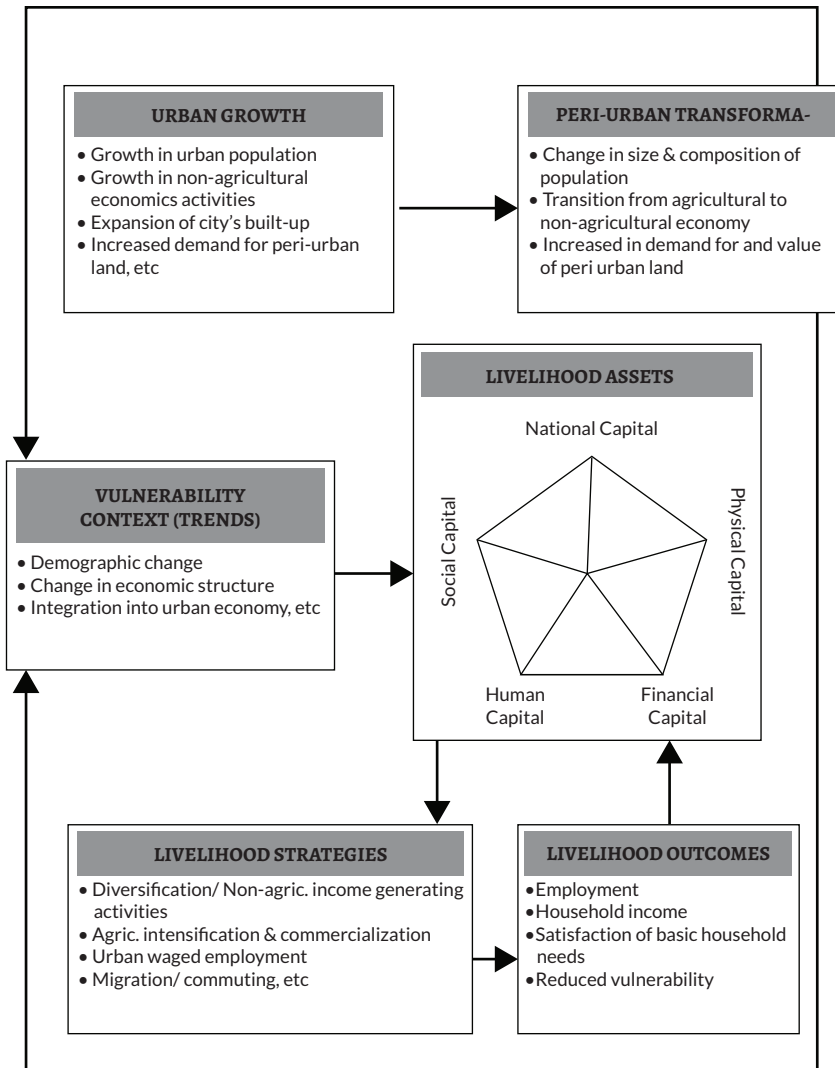 URBAN GROWTH
• Growth in urban population
• Growth in non-agricultural
economics activities
• Expansion of city's built-up
• Increased demand for peri-urban
land, etc
PERI-URBAN TRANSFORMA-
• Change in size & composition of
population
• Transition from agricultural to
non-agricultural economy
• Increased in demand for and value
of peri urban land
LIVELIHOOD ASSETS
National Capital
Social Capital
Physical Capital
Human
Capital
Financial
Capital
VULNERABILITY
CONTEXT (TRENDS)
• Demographic change
• Change in economic structure
• Integration into urban economy, etc
LIVELIHOOD STRATEGIES
• Diversification/ Non-agric. income generating
activities
• Agric. intensification & commercialization
• Urban waged employment
• Migration/ commuting, etc
LIVELIHOOD OUTCOMES
•Employment
•Household income
•Satisfaction of basic household
needs
•Reduced vulnerability